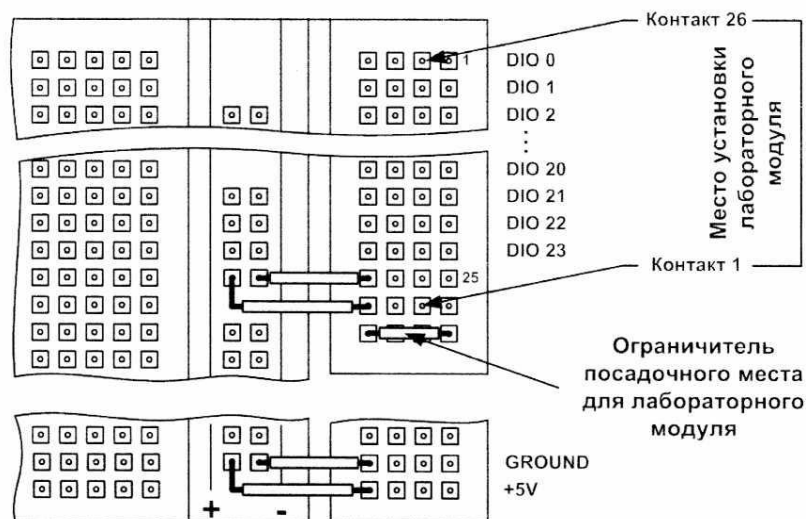 Контакт 26
1
DIO 0
DIO 1
DIO 2
⋮
DIO 20
DIO 21
DIO 22
DIO 23
25
Контакт 1
Место установки
лабораторного
модуля
Ограничитель
посадочного места
для лабораторного
модуля
GROUND
+5V
+ -